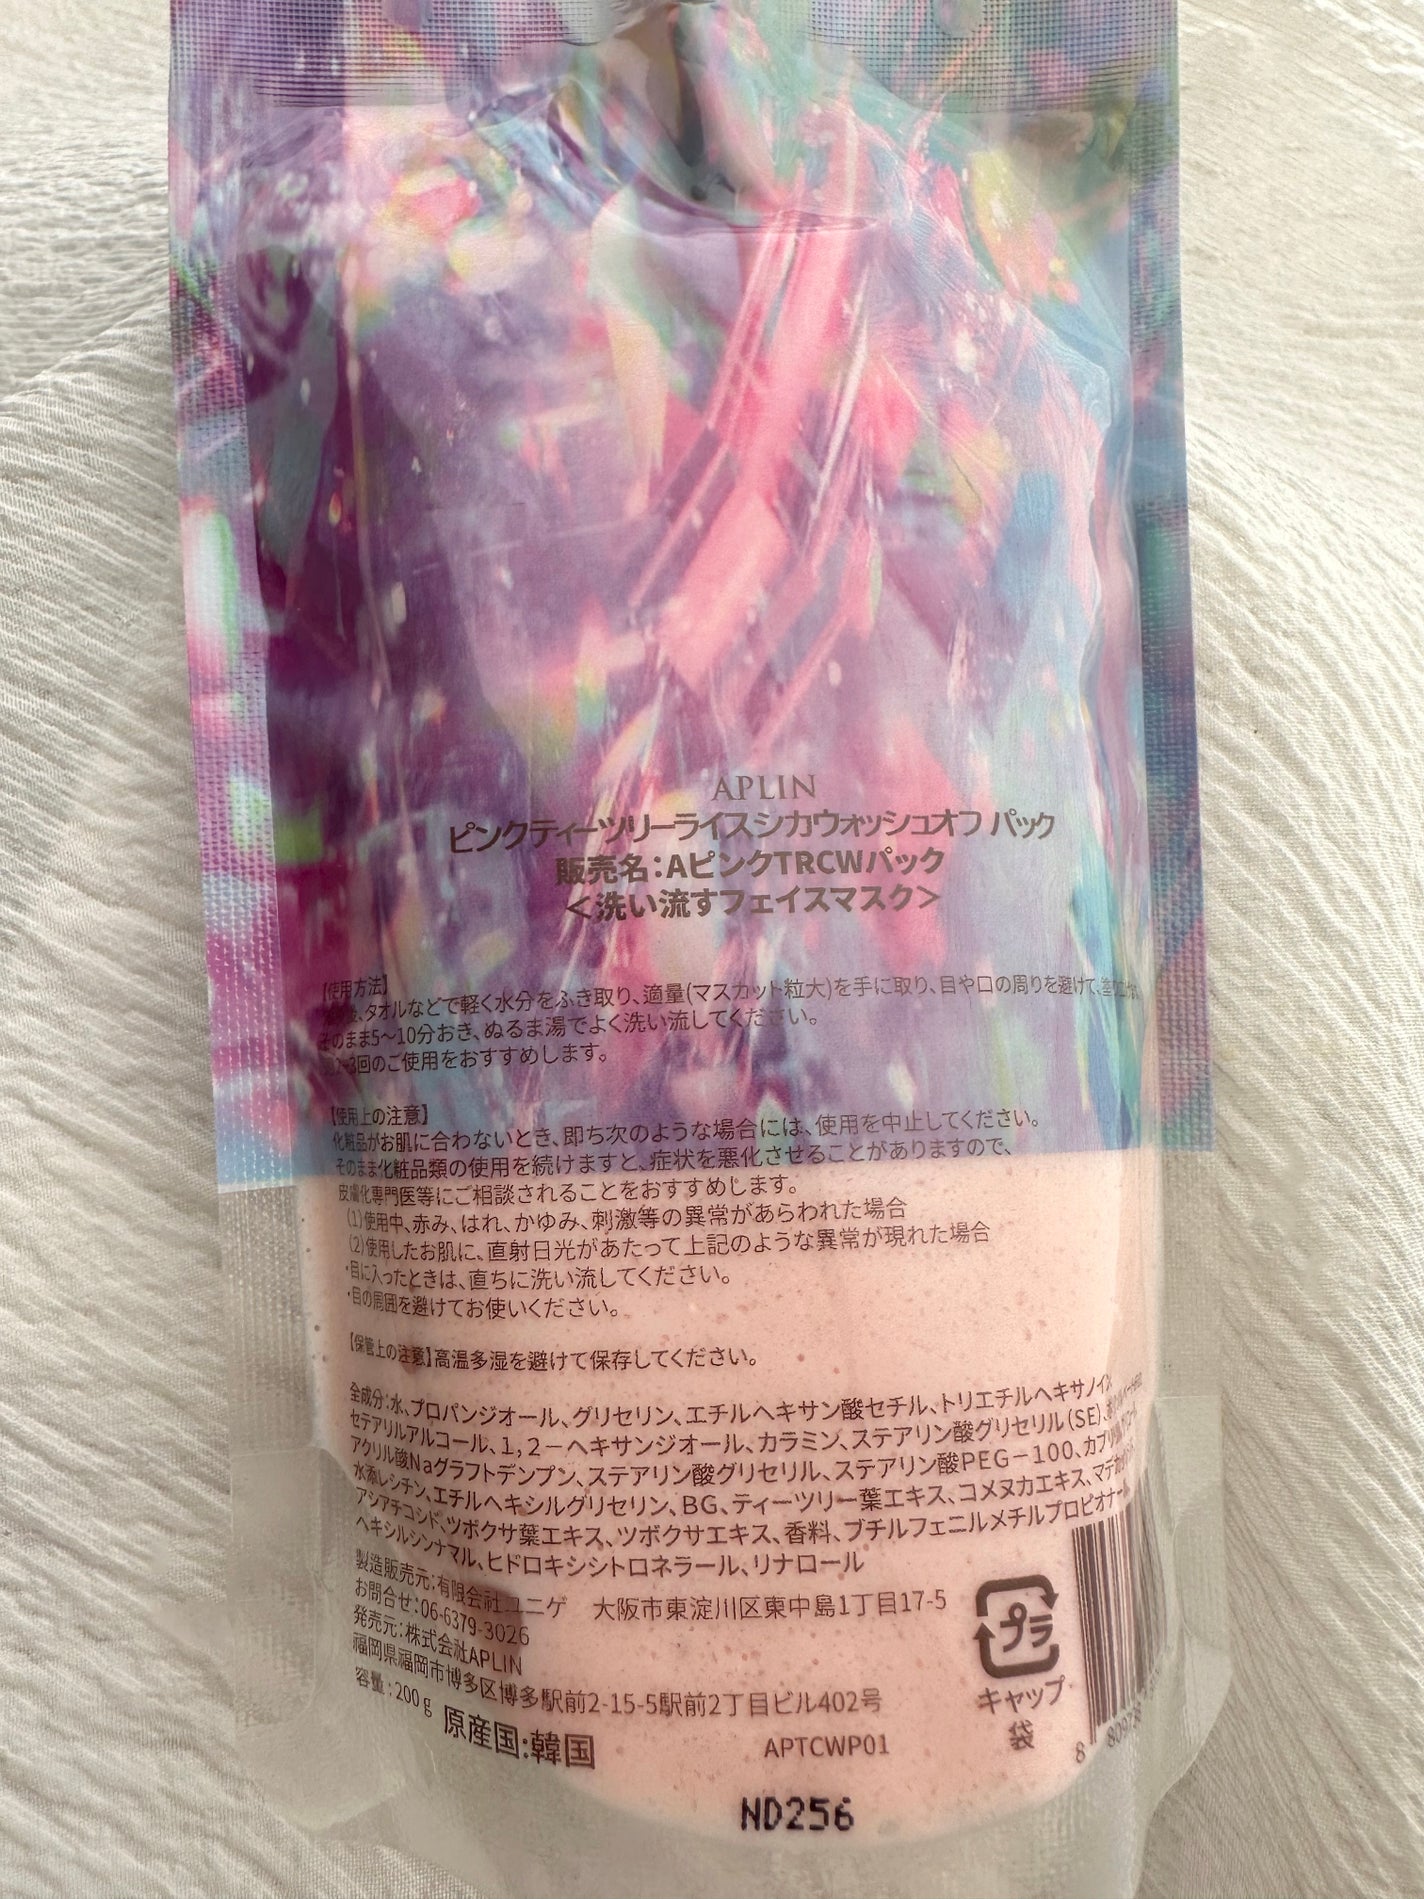 APLIN
ピンクティーツリーライスシカウォッシュオフ パック
販売名：AピンクTRCWパック
＜洗い流すフェイスマスク＞
【使用方法】
、タオルなどで軽く水分をふき取り、適量(マスカット粒大)を手に取り、目や口の周りを避けて、
そのまま5〜10分おき、ぬるま湯でよく洗い流してください。
3回のご使用をおすすめします。
【使用上の注意】
化粧品がお肌に合わないとき、即ち次のような場合には、使用を中止してください。
そのまま化粧品類の使用を続けますと、症状を悪化させることがありますので、
専門医等にご相談されることをおすすめします。
(1)使用中、赤み、はれ、かゆみ、刺激等の異常があらわれた場合
(2)使用したお肌に、直射日光があたって上記のような異常が現れた場合
・目に入ったときは、直ちに洗い流してください。
・目の周囲を避けてお使いください。
【保管上の注意】高温多湿を避けて保存してください。
全成分：水、プロパンジオール、グリセリン、エチルヘキサン酸セチル、トリエチルヘキサノイン、
セテアリルアルコール、1，2－ヘキサンジオール、カラミン、ステアリン酸グリセリル(SE)、
アクリル酸Naグラフトデンプン、ステアリン酸グリセリル、ステアリン酸PEG－100、
水添レシチン、エチルヘキシルグリセリン、BG、ティーツリー葉エキス、コメヌカエキス、
アシアチコシド、ツボクサ葉エキス、ツボクサエキス、香料、ブチルフェニルメチルプロピオナール、
ヘキシルシンナマル、ヒドロキシシトロネラール、リナロール
製造販売元：有限会社ユニゲ　大阪市東淀川区東中島1丁目17-5
お問合せ：06-6379-3026
発売元：株式会社APLIN
福岡県福岡市博多区博多駅前2-15-5駅前2丁目ビル402号
容量：200g
原産国：韓国
APTCWP01
プラ
キャップ
袋
ND256